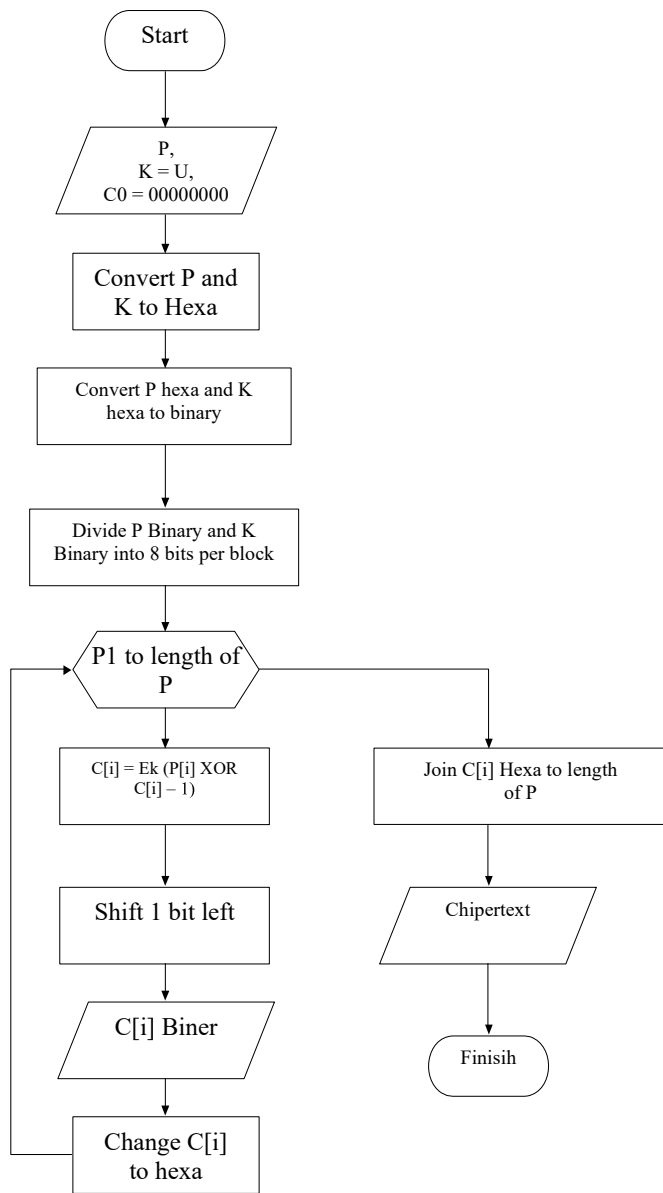 Start
P,
K = U,
C0 = 00000000
Convert P and
K to Hexa
Convert P hexa and K
hexa to binary
Divide P Binary and K
Binary into 8 bits per block
P1 to length of
P
C[i] = Ek (P[i] XOR
C[i] – 1)
Shift 1 bit left
C[i] Biner
Change C[i]
to hexa
Join C[i] Hexa to length
of P
Chipertext
Finisih